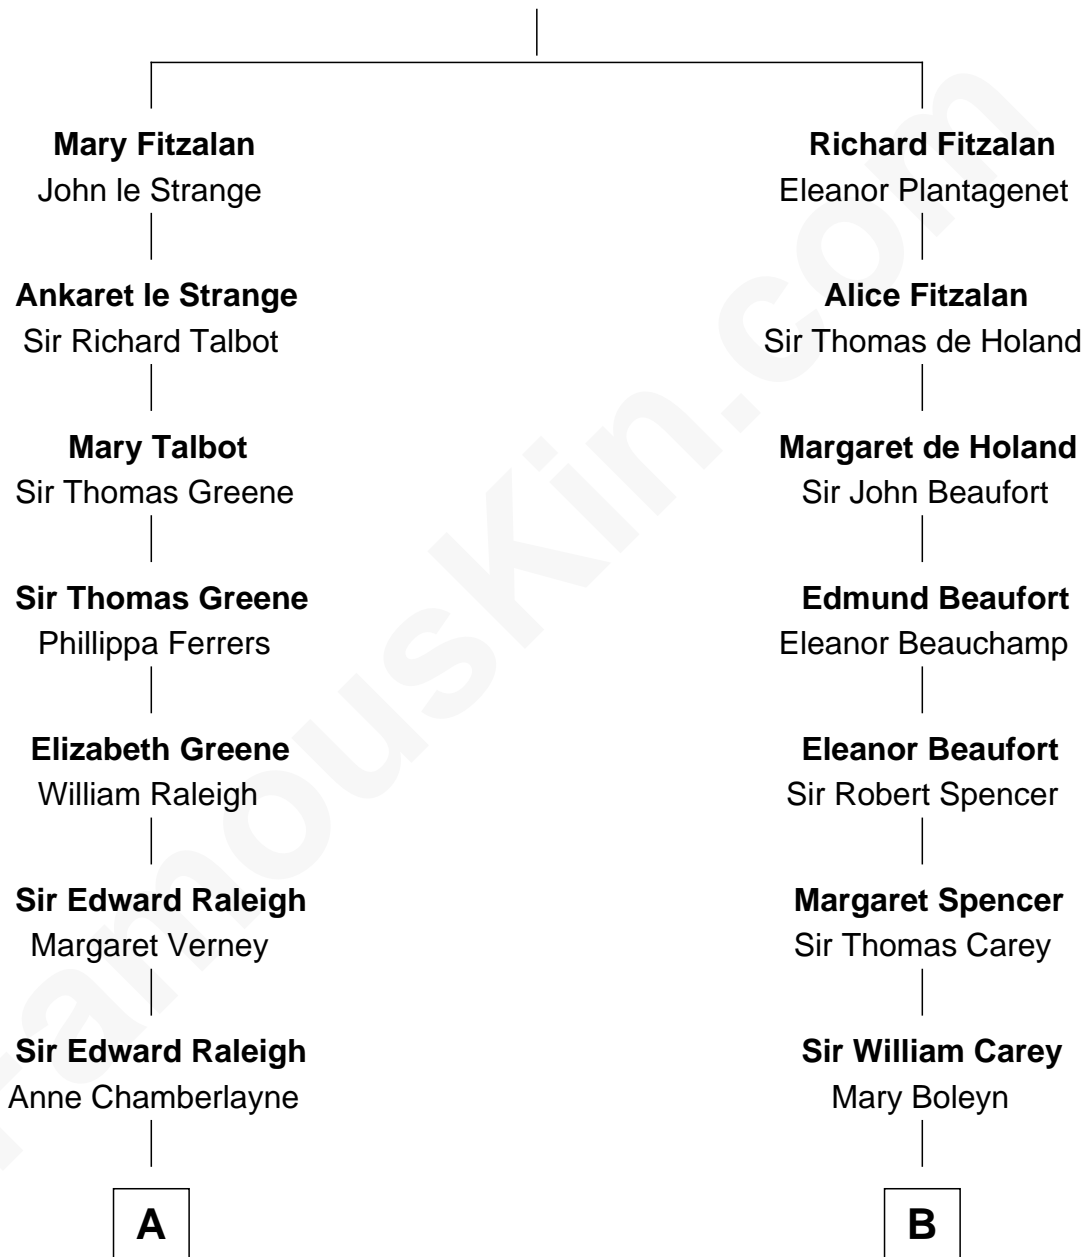 Mary Fitzalan
John le Strange
Ankaret le Strange
Sir Richard Talbot
Mary Talbot
Sir Thomas Greene
Sir Thomas Greene
Phillippa Ferrers
Elizabeth Greene
William Raleigh
Sir Edward Raleigh
Margaret Verney
Sir Edward Raleigh
Anne Chamberlayne
A
Richard Fitzalan
Eleanor Plantagenet
Alice Fitzalan
Sir Thomas de Holand
Margaret de Holand
Sir John Beaufort
Edmund Beaufort
Eleanor Beauchamp
Eleanor Beaufort
Sir Robert Spencer
Margaret Spencer
Sir Thomas Carey
Sir William Carey
Mary Boleyn
B
FamousKin.com